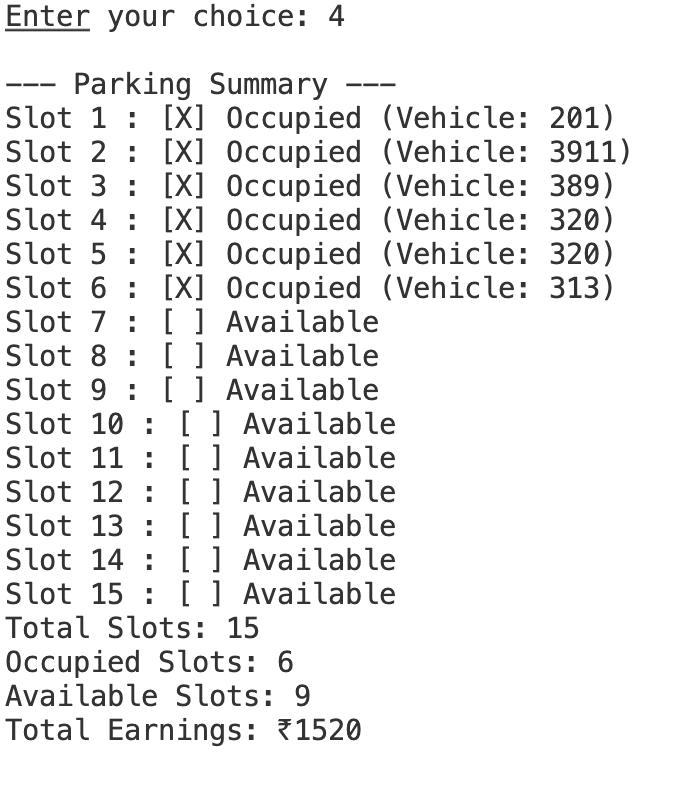 Enter your choice: 4
--- Parking Summary ---
Slot 1 : [X] Occupied (Vehicle: 201)
Slot 2 : [X] Occupied (Vehicle: 3911)
Slot 3 : [X] Occupied (Vehicle: 389)
Slot 4 : [X] Occupied (Vehicle: 320)
Slot 5 : [X] Occupied (Vehicle: 320)
Slot 6 : [X] Occupied (Vehicle: 313)
Slot 7 : [ ] Available
Slot 8 : [ ] Available
Slot 9 : [ ] Available
Slot 10 : [ ] Available
Slot 11 : [ ] Available
Slot 12 : [ ] Available
Slot 13 : [ ] Available
Slot 14 : [ ] Available
Slot 15 : [ ] Available
Total Slots: 15
Occupied Slots: 6
Available Slots: 9
Total Earnings: ₹1520